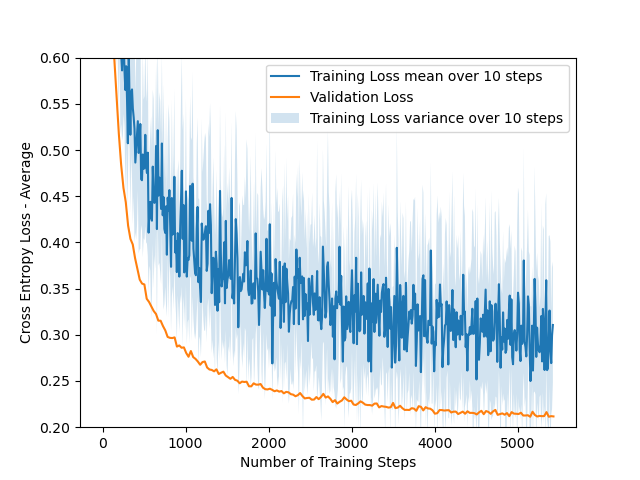 Training Loss mean over 10 steps
Validation Loss
Training Loss variance over 10 steps
0.60
0.55
0.50
0.45
0.40
0.35
0.30
0.25
0.20
Cross Entropy Loss - Average
0 1000 2000 3000 4000 5000
Number of Training Steps